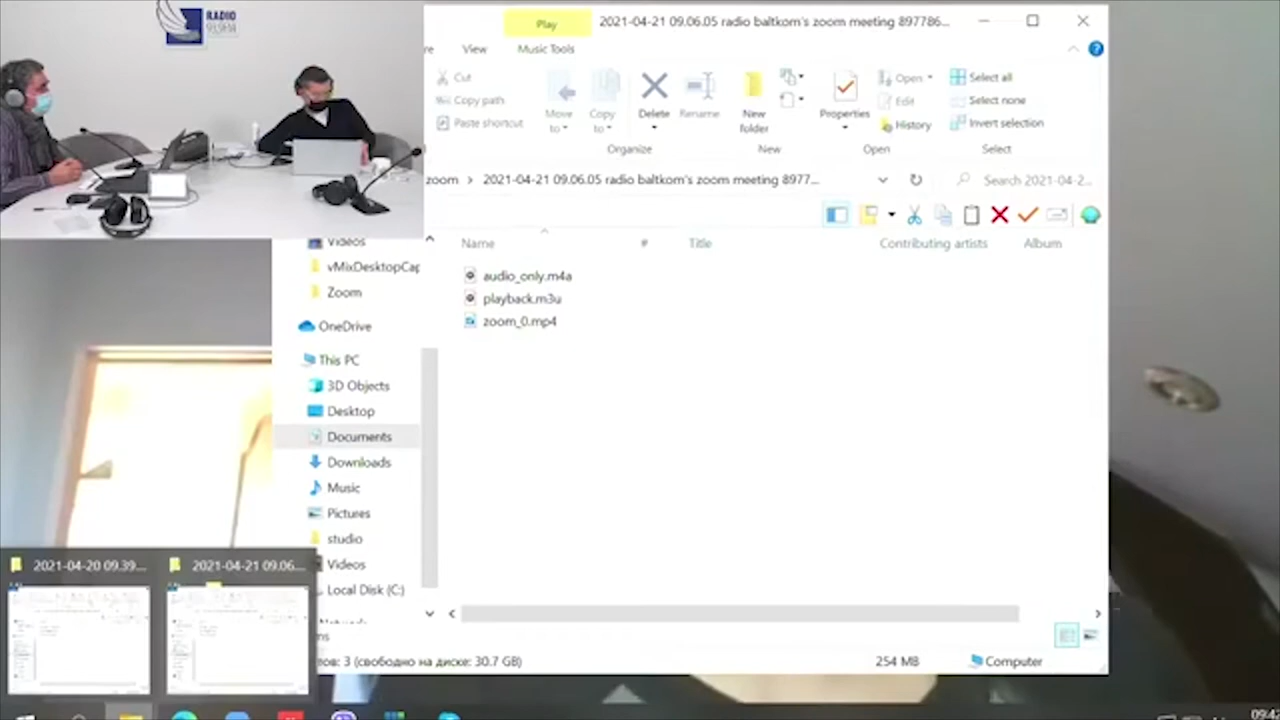 RADIO
93,9FM
Play
2021-04-21 09.06.05 radio baltkom's zoom meeting 897786...
re
View
Music Tools
Cut
Copy path
Paste shortcut
Move to
Copy to
Delete
Rename
New folder
Properties
Open
Edit
History
Select all
Select none
Invert selection
Organize
New
Open
Select
zoom > 2021-04-21 09.06.05 radio baltkom's zoom meeting 8977...
Search 2021-04-2...
Name
#
Title
Contributing artists
Album
audio_only.m4a
playback.m3u
zoom_0.mp4
Videos
vMixDesktopCap
Zoom
OneDrive
This PC
3D Objects
Desktop
Documents
Downloads
Music
Pictures
studio
Videos
Local Disk (C:)
2021-04-20 09.39...
2021-04-21 09.06...
ms
тов: 3 (свободно на диске: 30.7 GB)
254 MB
Computer